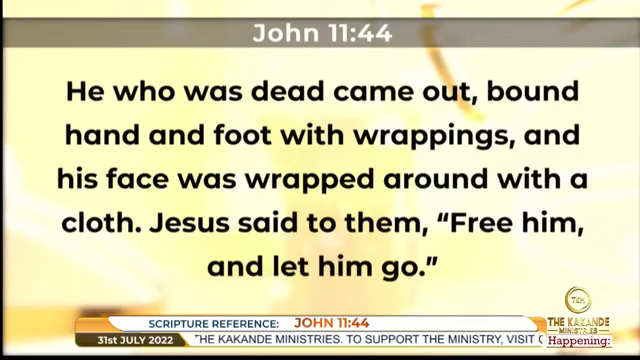 John 11:44
He who was dead came out, bound
hand and foot with wrappings, and
his face was wrapped around with a
cloth. Jesus said to them, “Free him,
and let him go.”
TKM
SCRIPTURE REFERENCE: JOHN 11:44
31st JULY 2022 THE KAKANDE MINISTRIES. TO SUPPORT THE MINISTRY, VISIT
THE KAKANDE
MINISTRIES
Happening: